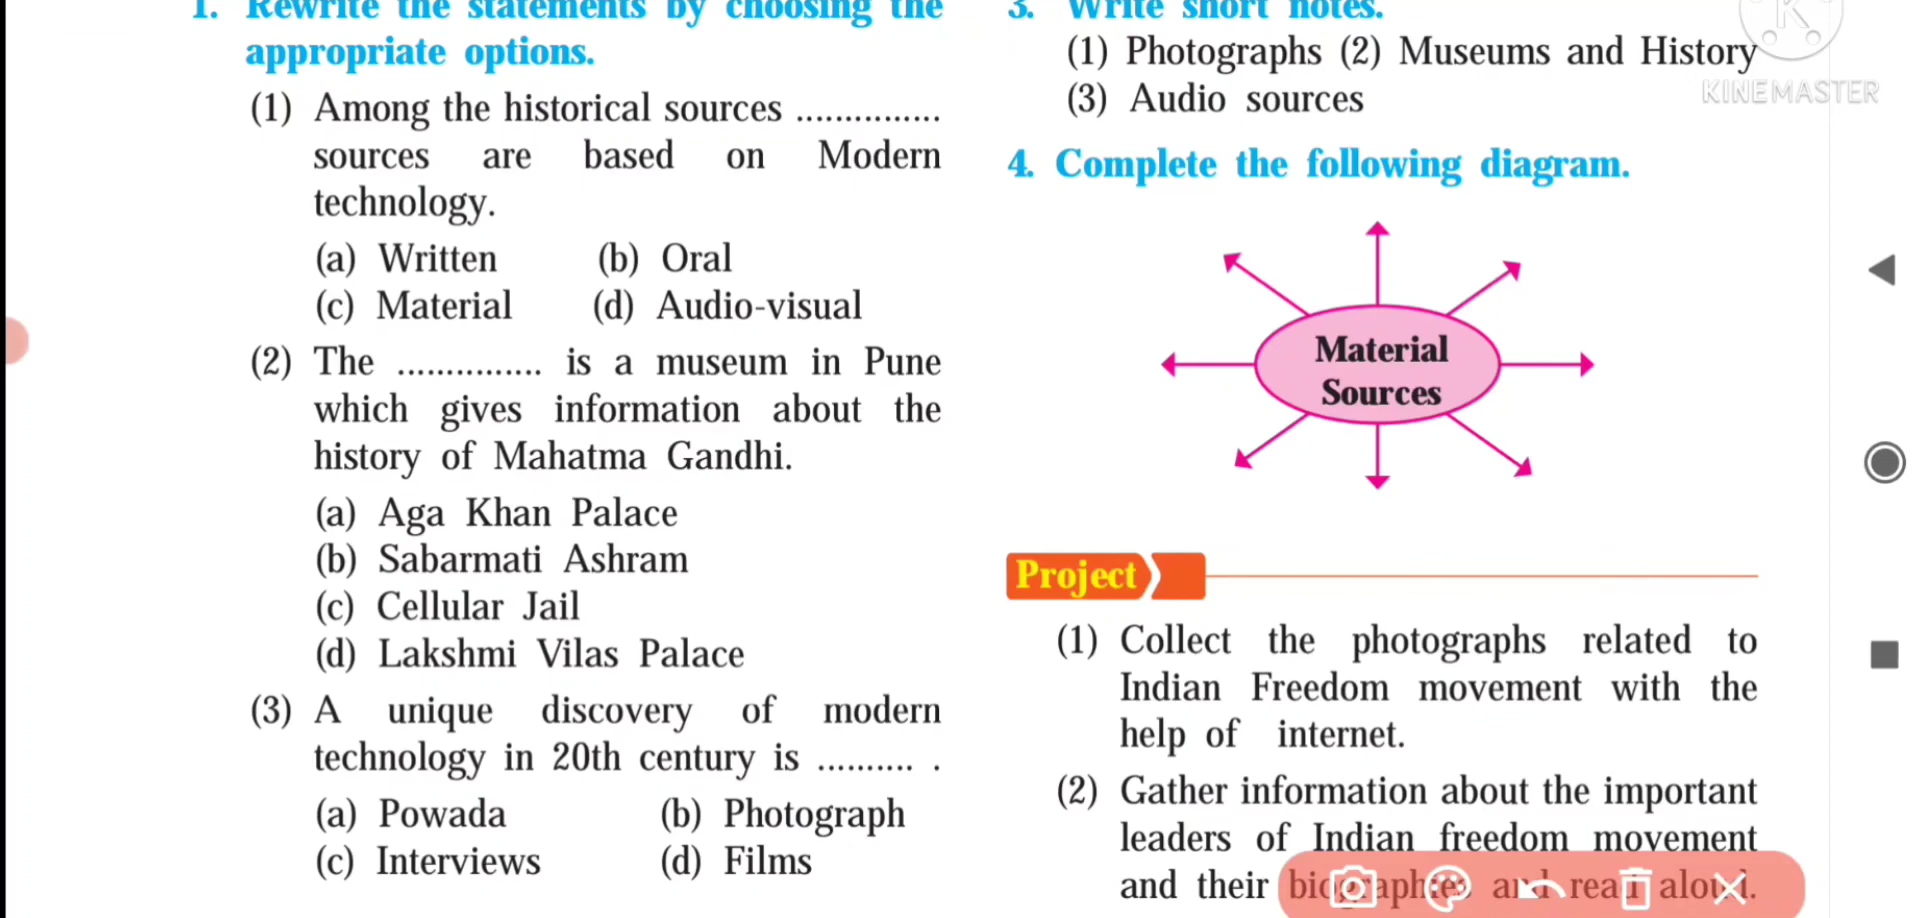 1. Rewrite the statements by choosing the
appropriate options.
(1) Among the historical sources ...............
sources are based on Modern
technology.
(a) Written (b) Oral
(c) Material (d) Audio-visual
(2) The ............... is a museum in Pune
which gives information about the
history of Mahatma Gandhi.
(a) Aga Khan Palace
(b) Sabarmati Ashram
(c) Cellular Jail
(d) Lakshmi Vilas Palace
(3) A unique discovery of modern
technology in 20th century is .......... .
(a) Powada (b) Photograph
(c) Interviews (d) Films
3. Write short notes.
(1) Photographs (2) Museums and History
(3) Audio sources
4. Complete the following diagram.
Material
Sources
Project
(1) Collect the photographs related to
Indian Freedom movement with the
help of internet.
(2) Gather information about the important
leaders of Indian freedom movement
and their biographies and read aloud.
K
KINEMASTER